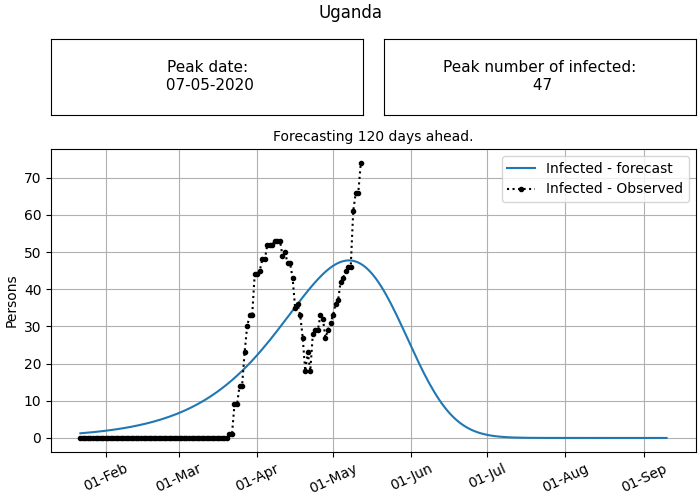 Uganda
Peak date:
07-05-2020
Peak number of infected:
47
Forecasting 120 days ahead.
Infected - forecast
Infected - Observed
Persons
70
60
50
40
30
20
10
0
01-Feb
01-Mar
01-Apr
01-May
01-Jun
01-Jul
01-Aug
01-Sep